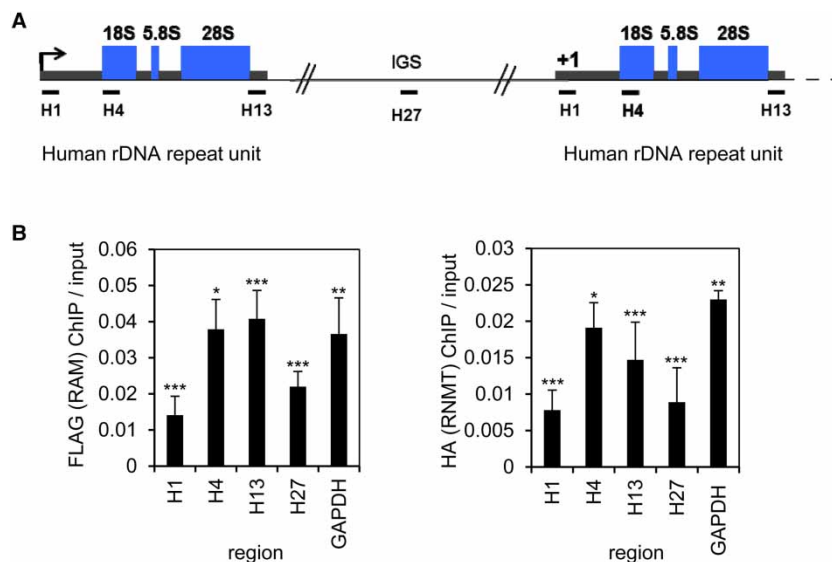 A
18S 5.8S 28S
IGS
+1
18S 5.8S 28S
H1 H4 H13
H27
H1 H4 H13
Human rDNA repeat unit
Human rDNA repeat unit
B
FLAG (RAM) ChIP / input
0.06
0.05
0.04
0.03
0.02
0.01
0
***
*
***
***
**
H1
H4
H13
H27
GAPDH
region
HA (RNMT) ChIP / input
0.03
0.025
0.02
0.015
0.01
0.005
0
***
*
***
***
**
H1
H4
H13
H27
GAPDH
region